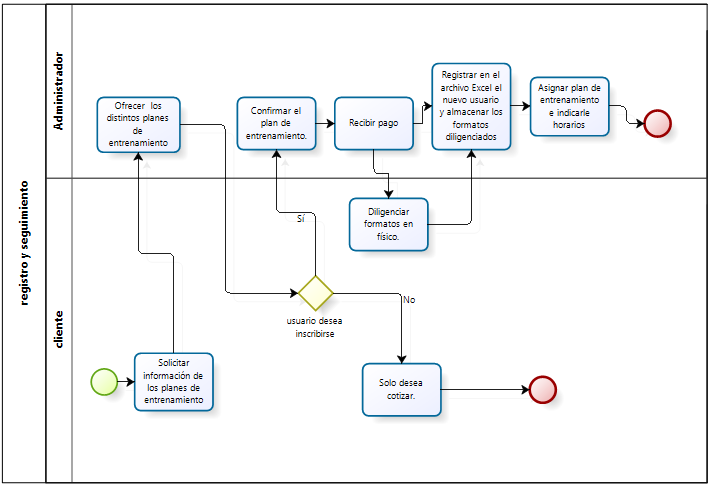 registro y seguimiento
Administrador
Ofrecer los
distintos planes
de
entrenamiento
Confirmar el
plan de
entrenamiento.
Recibir pago
Registrar en el
archivo Excel el
nuevo usuario
y almacenar los
formatos
diligenciados
Asignar plan de
entrenamiento
e indicarle
horarios
cliente
Diligenciar
formatos en
físico.
Sí
usuario desea
inscribirse
No
Solicitar
información de
los planes de
entrenamiento
Solo desea
cotizar.